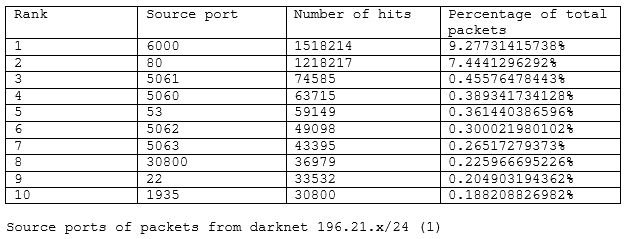 Rank Source port Number of hits Percentage of total
packets
1 6000 1518214 9.27731415738%
2 80 1218217 7.4441296292%
3 5061 74585 0.45576478443%
4 5060 63715 0.389341734128%
5 53 59149 0.361440386596%
6 5062 49098 0.300021980102%
7 5063 43395 0.26517279373%
8 30800 36979 0.225966695226%
9 22 33532 0.204903194362%
10 1935 30800 0.188208826982%
Source ports of packets from darknet 196.21.x/24 (1)